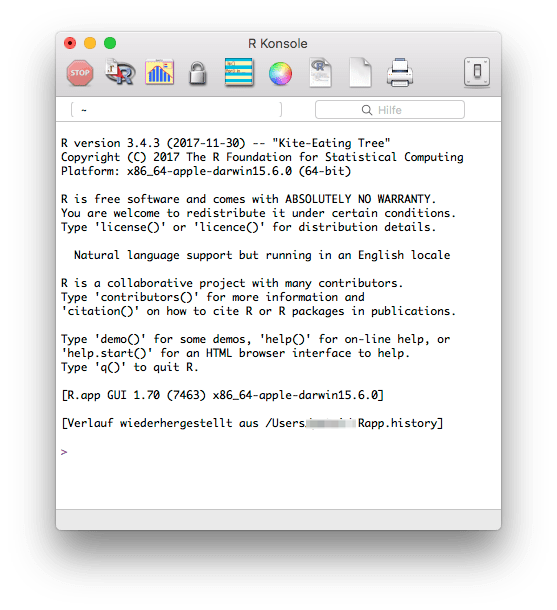 R Konsole
STOP
~
Hilfe
R version 3.4.3 (2017-11-30) -- "Kite-Eating Tree"
Copyright (C) 2017 The R Foundation for Statistical Computing
Platform: x86_64-apple-darwin15.6.0 (64-bit)
R is free software and comes with ABSOLUTELY NO WARRANTY.
You are welcome to redistribute it under certain conditions.
Type 'license()' or 'licence()' for distribution details.
Natural language support but running in an English locale
R is a collaborative project with many contributors.
Type 'contributors()' for more information and
'citation()' on how to cite R or R packages in publications.
Type 'demo()' for some demos, 'help()' for on-line help, or
'help.start()' for an HTML browser interface to help.
Type 'q()' to quit R.
[R.app GUI 1.70 (7463) x86_64-apple-darwin15.6.0]
[Verlauf wiederhergestellt aus /Users/ Rapp.history]
>